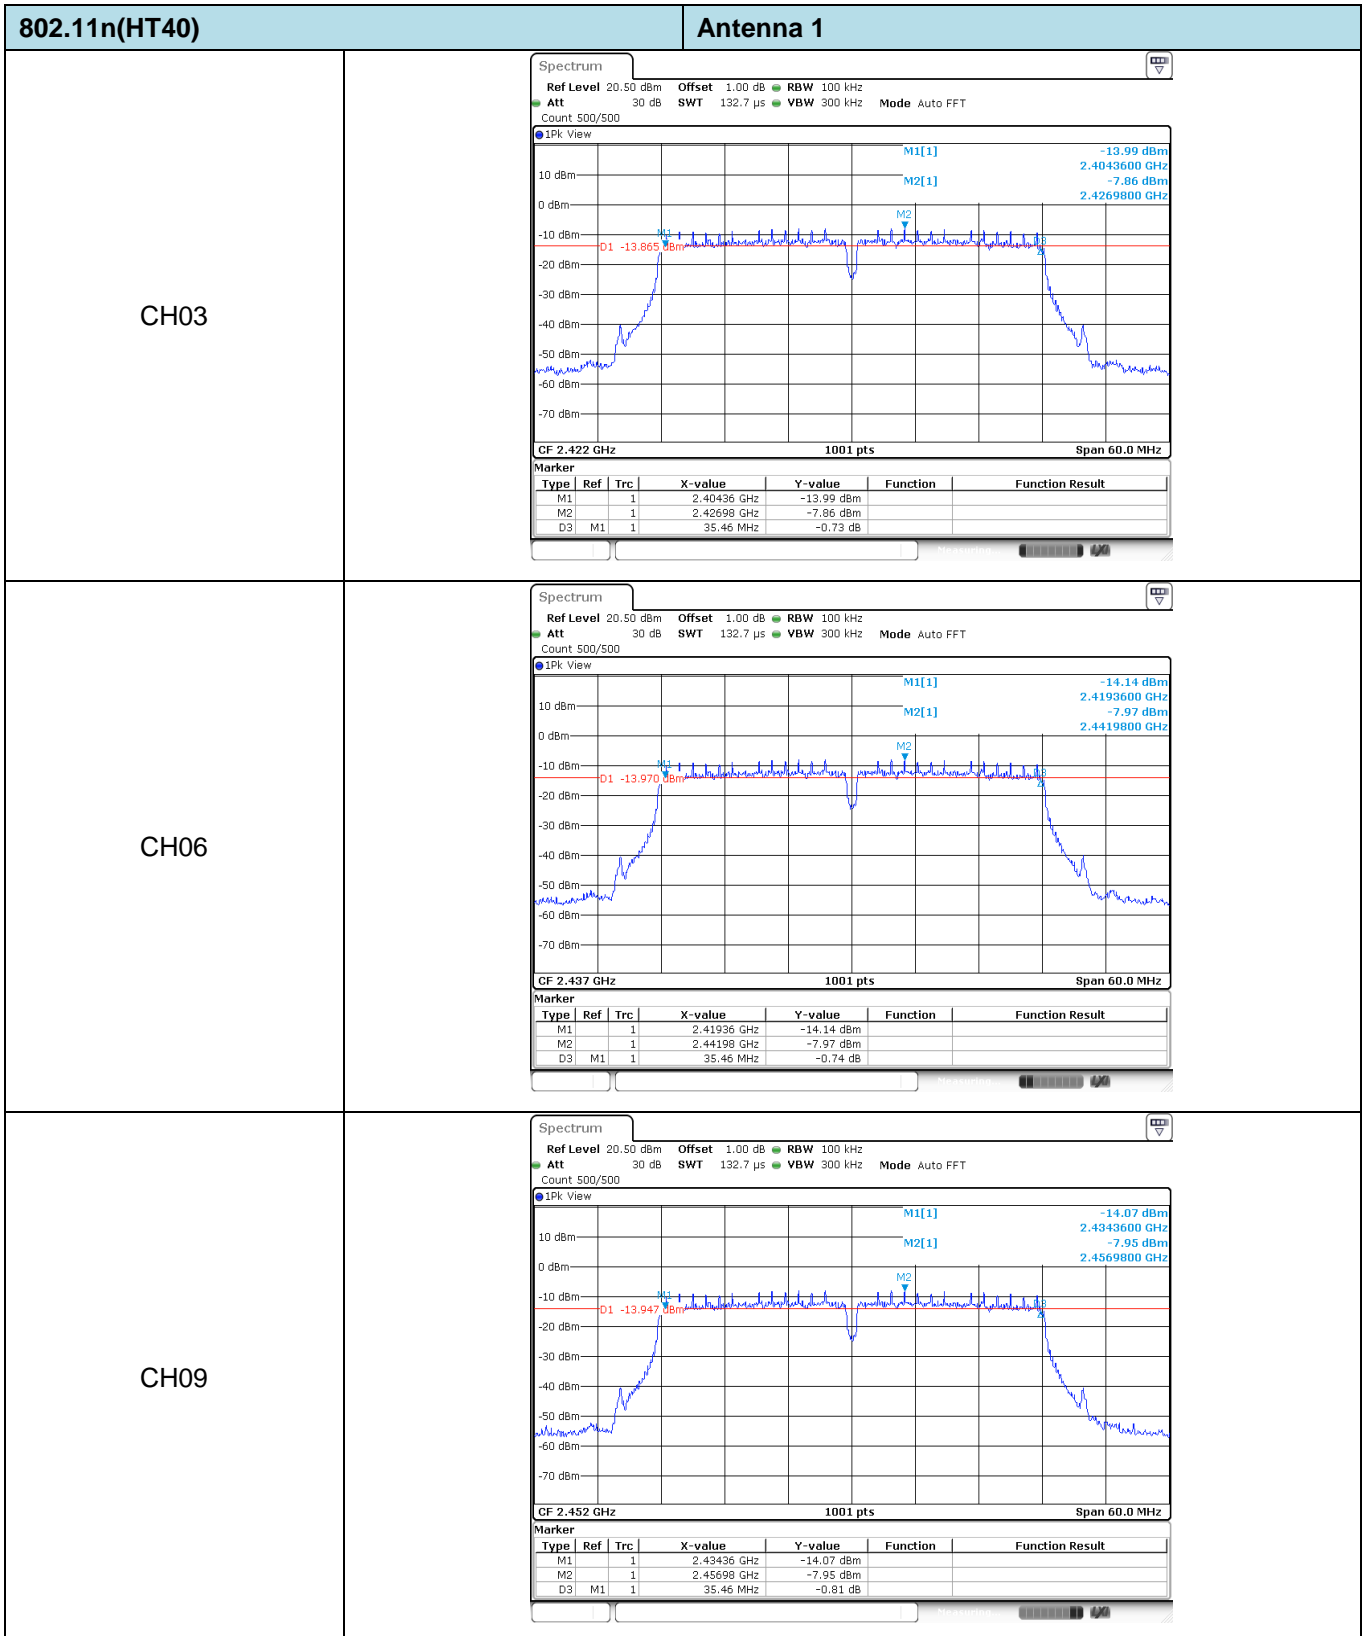 802.11n(HT40) Antenna 1
CH03
Spectrum
Ref Level 20.50 dBm Offset 1.00 dB RBW 100 kHz
Att 30 dB SWT 132.7 µs VBW 300 kHz Mode Auto FFT
Count 500/500
1Pk View
M1[1] -13.99 dBm
2.4043600 GHz
10 dBm
M2[1] -7.86 dBm
2.4269800 GHz
0 dBm
M2
-10 dBm
M1
D1 -13.865 dBm
D3
-20 dBm
-30 dBm
-40 dBm
-50 dBm
-60 dBm
-70 dBm
CF 2.422 GHz 1001 pts Span 60.0 MHz
Marker
Type Ref Trc X-value Y-value Function Function Result
M1 1 2.40436 GHz -13.99 dBm
M2 1 2.42698 GHz -7.86 dBm
D3 M1 1 35.46 MHz -0.73 dB
Measuring...
LXI
CH06
Spectrum
Ref Level 20.50 dBm Offset 1.00 dB RBW 100 kHz
Att 30 dB SWT 132.7 µs VBW 300 kHz Mode Auto FFT
Count 500/500
1Pk View
M1[1] -14.14 dBm
2.4193600 GHz
10 dBm
M2[1] -7.97 dBm
2.4419800 GHz
0 dBm
M2
-10 dBm
M1
D1 -13.970 dBm
D3
-20 dBm
-30 dBm
-40 dBm
-50 dBm
-60 dBm
-70 dBm
CF 2.437 GHz 1001 pts Span 60.0 MHz
Marker
Type Ref Trc X-value Y-value Function Function Result
M1 1 2.41936 GHz -14.14 dBm
M2 1 2.44198 GHz -7.97 dBm
D3 M1 1 35.46 MHz -0.74 dB
Measuring...
LXI
CH09
Spectrum
Ref Level 20.50 dBm Offset 1.00 dB RBW 100 kHz
Att 30 dB SWT 132.7 µs VBW 300 kHz Mode Auto FFT
Count 500/500
1Pk View
M1[1] -14.07 dBm
2.4343600 GHz
10 dBm
M2[1] -7.95 dBm
2.4569800 GHz
0 dBm
M2
-10 dBm
M1
D1 -13.947 dBm
D3
-20 dBm
-30 dBm
-40 dBm
-50 dBm
-60 dBm
-70 dBm
CF 2.452 GHz 1001 pts Span 60.0 MHz
Marker
Type Ref Trc X-value Y-value Function Function Result
M1 1 2.43436 GHz -14.07 dBm
M2 1 2.45698 GHz -7.95 dBm
D3 M1 1 35.46 MHz -0.81 dB
Measuring...
LXI